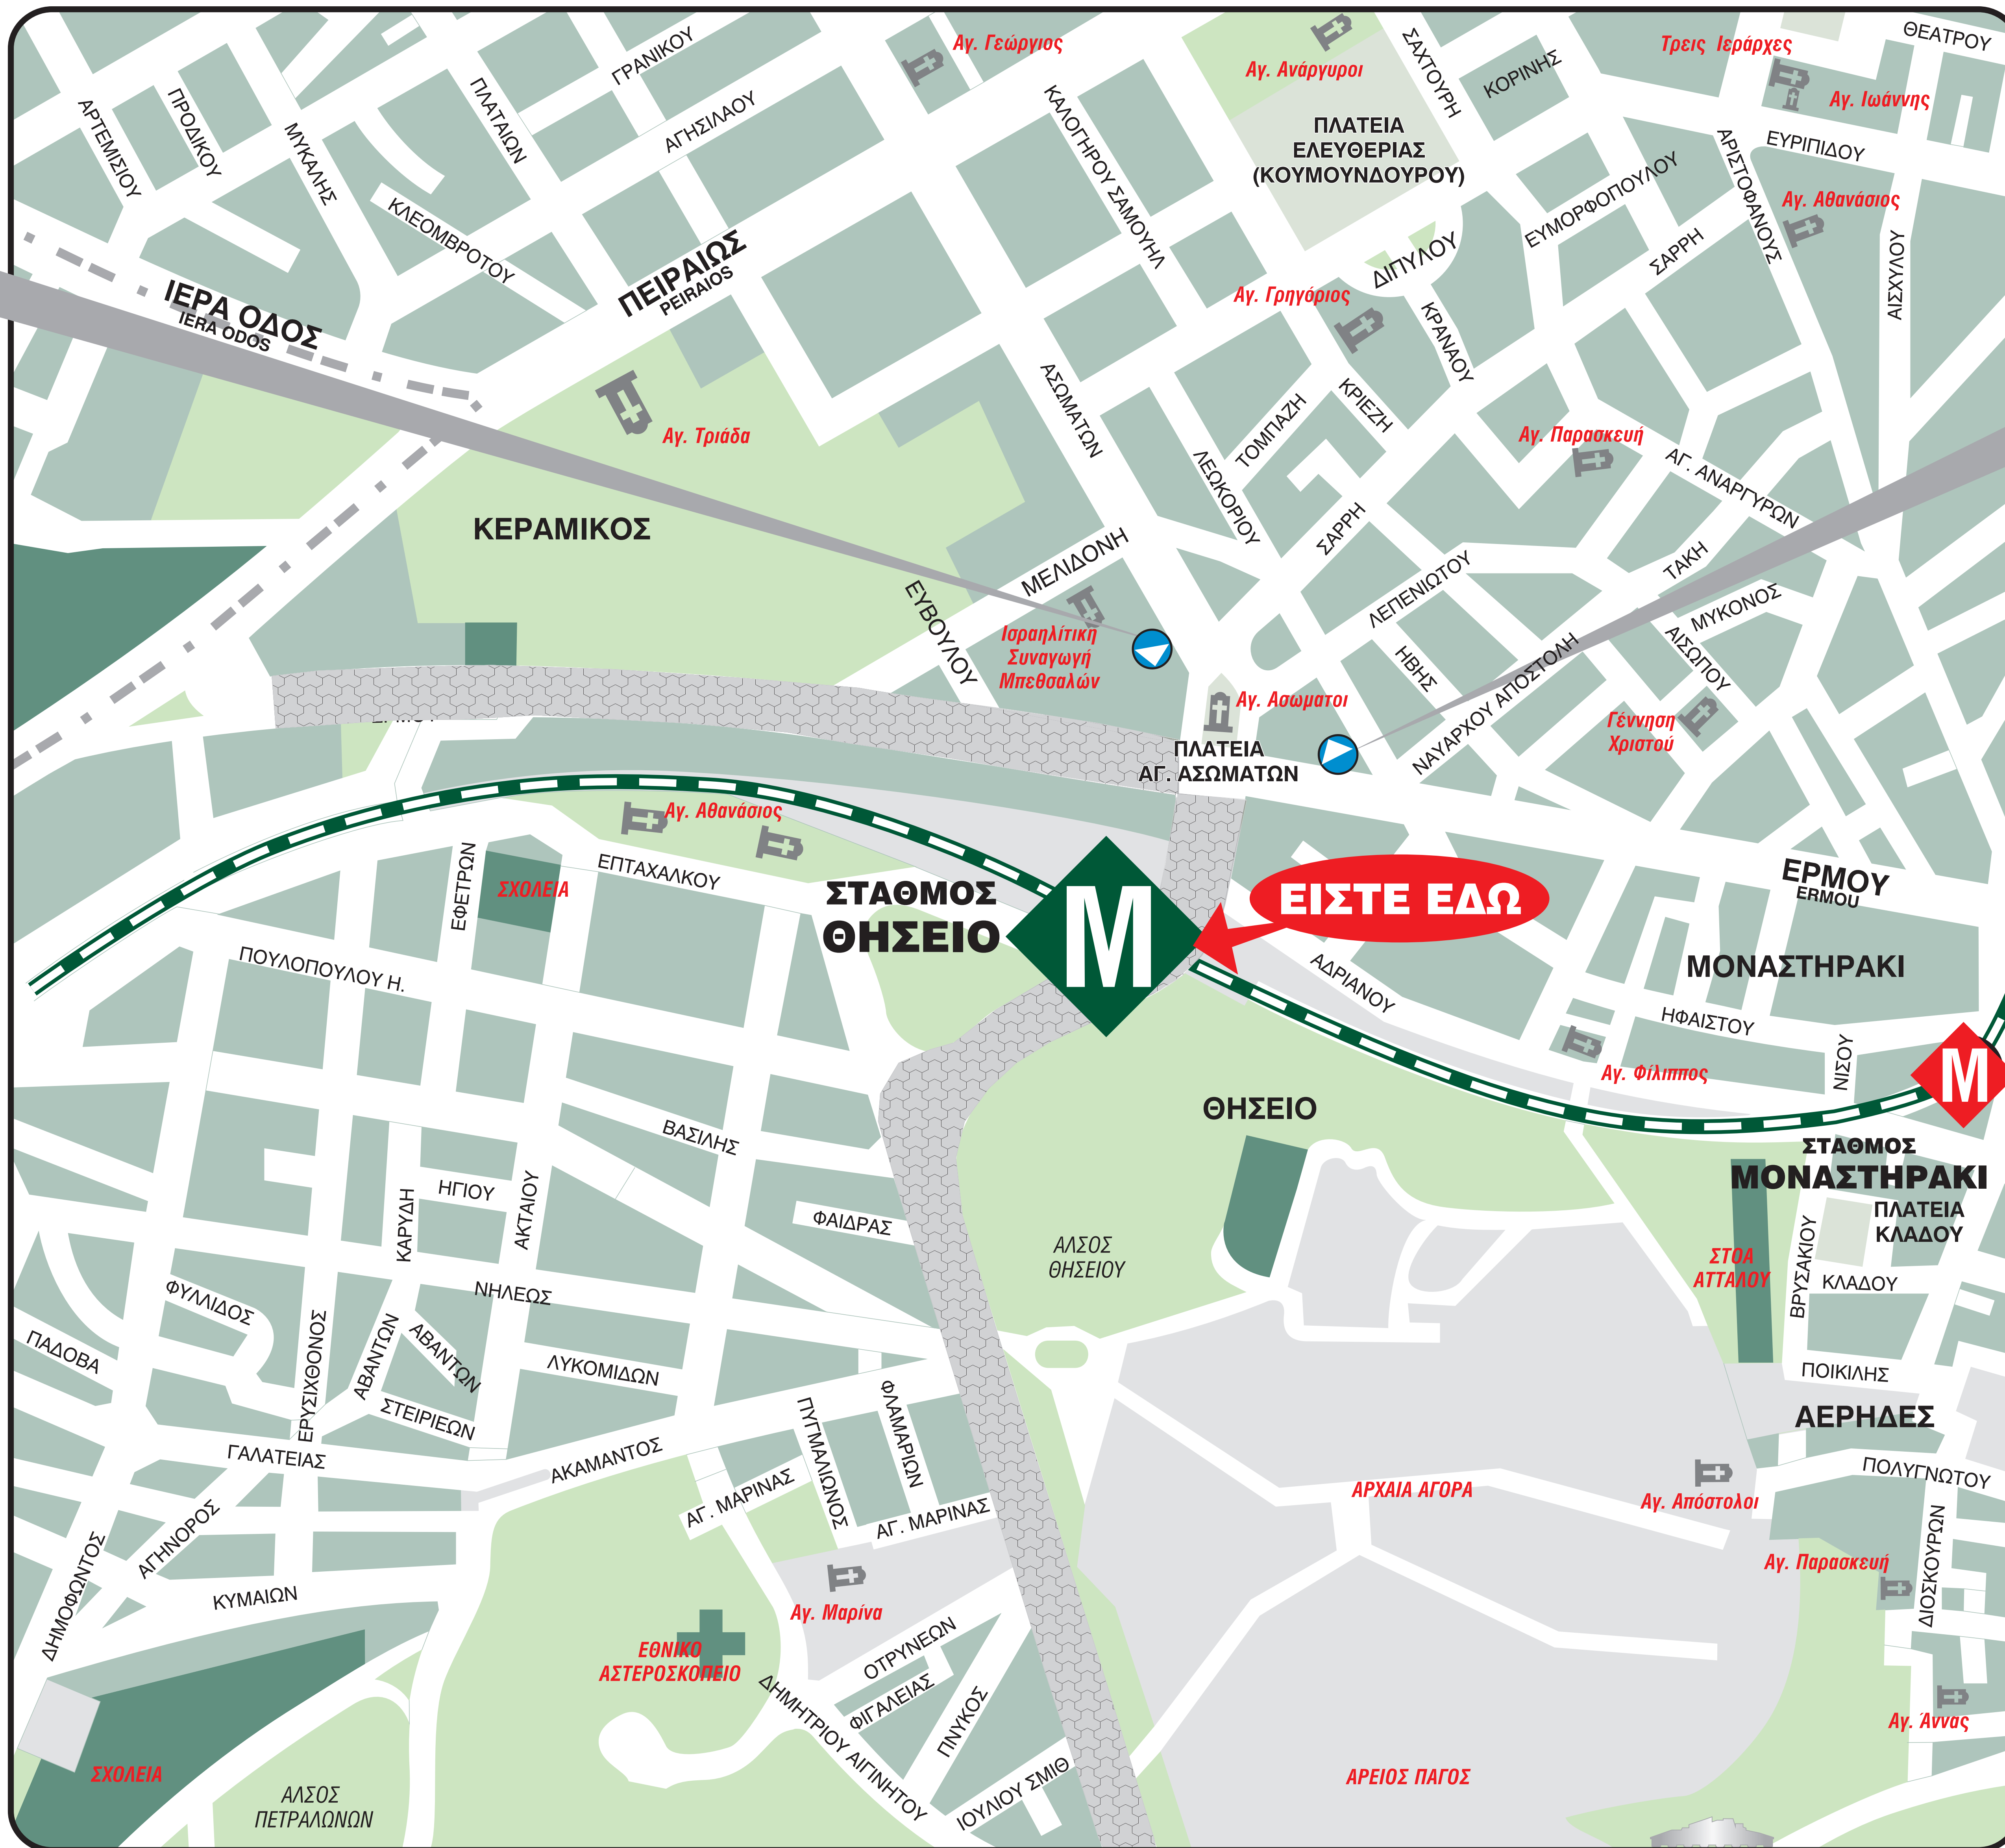 ΘΕΑΤΡΟΥ
Αγ. Γεώργιος
Τρεις Ιεράρχες
ΓΡΑΝΙΚΟΥ
ΣΑΧΤΟΥΡΗ
ΚΟΡΙΝΗΣ
Αγ. Ανάργυροι
Αγ. Ιωάννης
ΑΡΤΕΜΙΣΙΟΥ
ΠΡΟΔΙΚΟΥ
ΜΥΚΑΛΗΣ
ΠΛΑΤΑΙΩΝ
ΑΓΗΣΙΛΑΟΥ
ΚΑΛΟΓΗΡΟΥ ΣΑΜΟΥΗΛ
ΠΛΑΤΕΙΑ
ΕΛΕΥΘΕΡΙΑΣ
(ΚΟΥΜΟΥΝΔΟΥΡΟΥ)
ΕΥΡΙΠΙΔΟΥ
ΑΡΙΣΤΟΦΑΝΟΥΣ
ΕΥΜΟΡΦΟΠΟΥΛΟΥ
Αγ. Αθανάσιος
ΚΛΕΟΜΒΡΟΤΟΥ
ΣΑΡΡΗ
ΔΙΠΥΛΟΥ
ΑΙΣΧΥΛΟΥ
ΠΕΙΡΑΙΩΣ
PEIRAIOS
ΙΕΡΑ ΟΔΟΣ
IERA ODOS
Αγ. Γρηγόριος
ΚΡΑΝΑΟΥ
ΑΣΩΜΑΤΩΝ
ΚΡΙΕΖΗ
ΤΟΜΠΑΖΗ
Αγ. Τριάδα
Αγ. Παρασκευή
ΑΓ. ΑΝΑΡΓΥΡΩΝ
ΛΕΩΚΟΡΙΟΥ
ΚΕΡΑΜΙΚΟΣ
ΣΑΡΡΗ
ΜΕΛΙΔΟΝΗ
ΤΑΚΗ
ΛΕΠΕΝΙΩΤΟΥ
ΜΥΚΟΝΟΣ
ΕΥΒΟΥΛΟΥ
Ισραηλίτικη
Συναγωγή
Μπεθσαλών
ΗΒΗΣ
ΑΙΣΩΠΟΥ
ΝΑΥΑΡΧΟΥ ΑΠΟΣΤΟΛΗ
Αγ. Ασωματοι
Γέννηση
Χριστού
ΠΛΑΤΕΙΑ
ΑΓ. ΑΣΩΜΑΤΩΝ
Αγ. Αθανάσιος
ΕΦΕΤΡΩΝ
ΣΧΟΛΕΙΑ
ΕΠΤΑΧΑΛΚΟΥ
ΣΤΑΘΜΟΣ
ΘΗΣΕΙΟ
M
ΕΙΣΤΕ ΕΔΩ
ΕΡΜΟΥ
ERMOU
ΠΟΥΛΟΠΟΥΛΟΥ Η.
ΑΔΡΙΑΝΟΥ
ΜΟΝΑΣΤΗΡΑΚΙ
ΗΦΑΙΣΤΟΥ
ΝΙΣΟΥ
Αγ. Φίλιππος
M
ΘΗΣΕΙΟ
ΒΑΣΙΛΗΣ
ΣΤΑΘΜΟΣ
ΜΟΝΑΣΤΗΡΑΚΙ
ΠΛΑΤΕΙΑ
ΚΛΑΔΟΥ
ΗΓΙΟΥ
ΚΑΡΥΔΗ
ΑΚΤΑΙΟΥ
ΦΑΙΔΡΑΣ
ΑΛΣΟΣ
ΘΗΣΕΙΟΥ
ΣΤΟΑ
ΑΤΤΑΛΟΥ
ΒΡΥΣΑΚΙΟΥ
ΚΛΑΔΟΥ
ΦΥΛΛΙΔΟΣ
ΝΗΛΕΩΣ
ΠΑΔΟΒΑ
ΕΡΥΣΙΧΘΟΝΟΣ
ΑΒΑΝΤΩΝ
ΑΒΑΝΤΩΝ
ΛΥΚΟΜΙΔΩΝ
ΣΤΕΙΡΙΕΩΝ
ΠΟΙΚΙΛΗΣ
ΑΕΡΗΔΕΣ
ΦΛΑΜΑΡΙΩΝ
ΠΥΓΜΑΛΙΩΝΟΣ
ΓΑΛΑΤΕΙΑΣ
ΑΚΑΜΑΝΤΟΣ
ΠΟΛΥΓΝΩΤΟΥ
ΑΓ. ΜΑΡΙΝΑΣ
ΑΓ. ΜΑΡΙΝΑΣ
ΑΡΧΑΙΑ ΑΓΟΡΑ
Αγ. Απόστολοι
ΑΓΗΝΟΡΟΣ
ΔΗΜΟΦΩΝΤΟΣ
Αγ. Παρασκευή
ΔΙΟΣΚΟΥΡΩΝ
ΚΥΜΑΙΩΝ
Αγ. Μαρίνα
ΕΘΝΙΚΟ
ΑΣΤΕΡΟΣΚΟΠΕΙΟ
ΟΤΡΥΝΕΩΝ
ΦΙΓΑΛΕΙΑΣ
ΠΝΥΚΟΣ
ΔΗΜΗΤΡΙΟΥ ΑΙΓΙΝΗΤΟΥ
Αγ. Άννας
ΣΧΟΛΕΙΑ
ΑΛΣΟΣ
ΠΕΤΡΑΛΩΝΩΝ
ΙΟΥΛΙΟΥ ΣΜΙΘ
ΑΡΕΙΟΣ ΠΑΓΟΣ